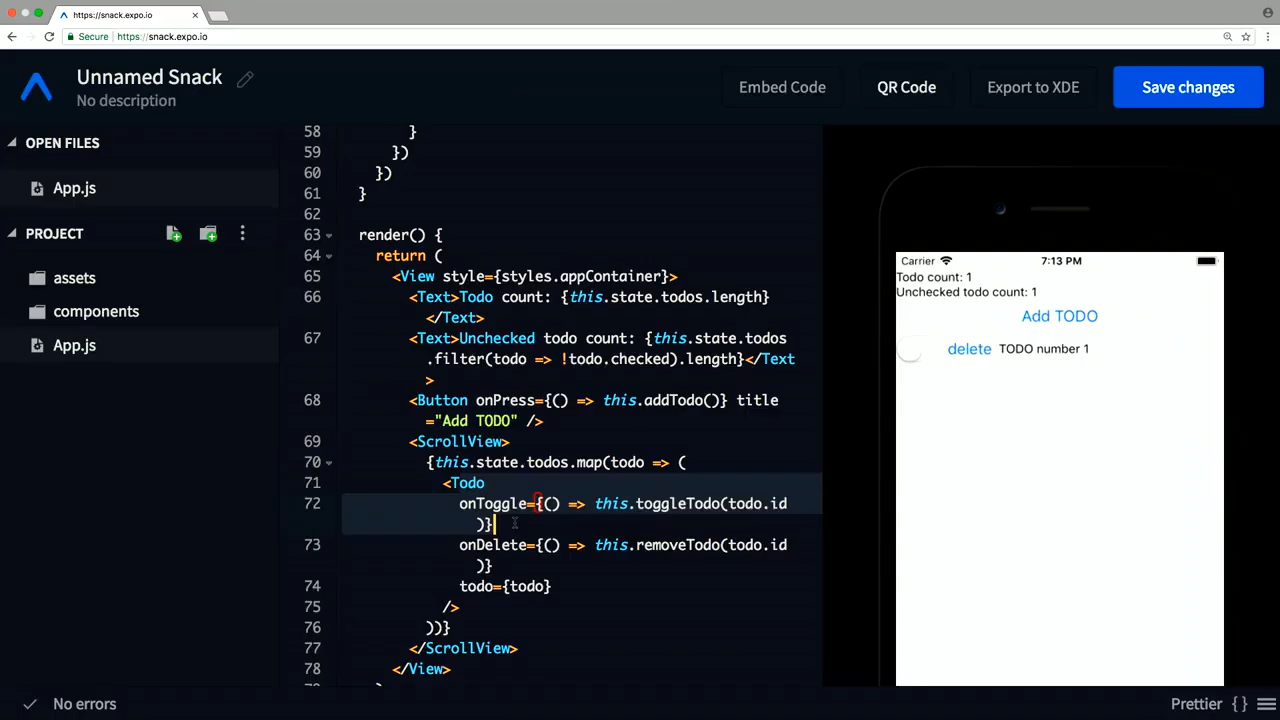 https://snack.expo.io
Secure https://snack.expo.io
Unnamed Snack
No description
Embed Code
QR Code
Export to XDE
Save changes
OPEN FILES
App.js
PROJECT
assets
components
App.js
58 }
59 })
60 })
61 }
62
63 render() {
64 return (
65 <View style={styles.appContainer}>
66 <Text>Todo count: {this.state.todos.length}
</Text>
67 <Text>Unchecked todo count: {this.state.todos
.filter(todo => !todo.checked).length}</Text
>
68 <Button onPress={() => this.addTodo()} title
="Add TODO" />
69 <ScrollView>
70 {this.state.todos.map(todo => (
71 <Todo
72 onToggle={() => this.toggleTodo(todo.id
)}
73 onDelete={() => this.removeTodo(todo.id
)}
74 todo={todo}
75 />
76 ))}
77 </ScrollView>
78 </View>
Carrier 7:13 PM
Todo count: 1
Unchecked todo count: 1
Add TODO
delete TODO number 1
No errors
Prettier { }